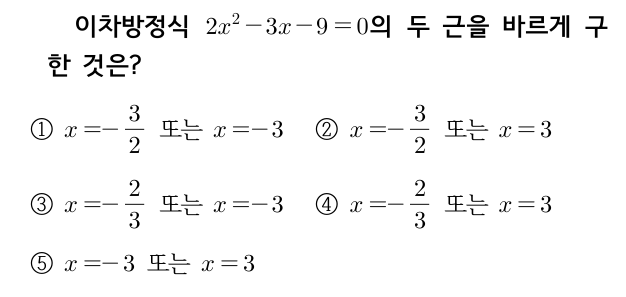 이차방정식 2x²−3x−9=0의 두 근을 바르게 구
한 것은?
① x=−3/2 또는 x=−3 ② x=−3/2 또는 x=3
③ x=−2/3 또는 x=−3 ④ x=−2/3 또는 x=3
⑤ x=−3 또는 x=3